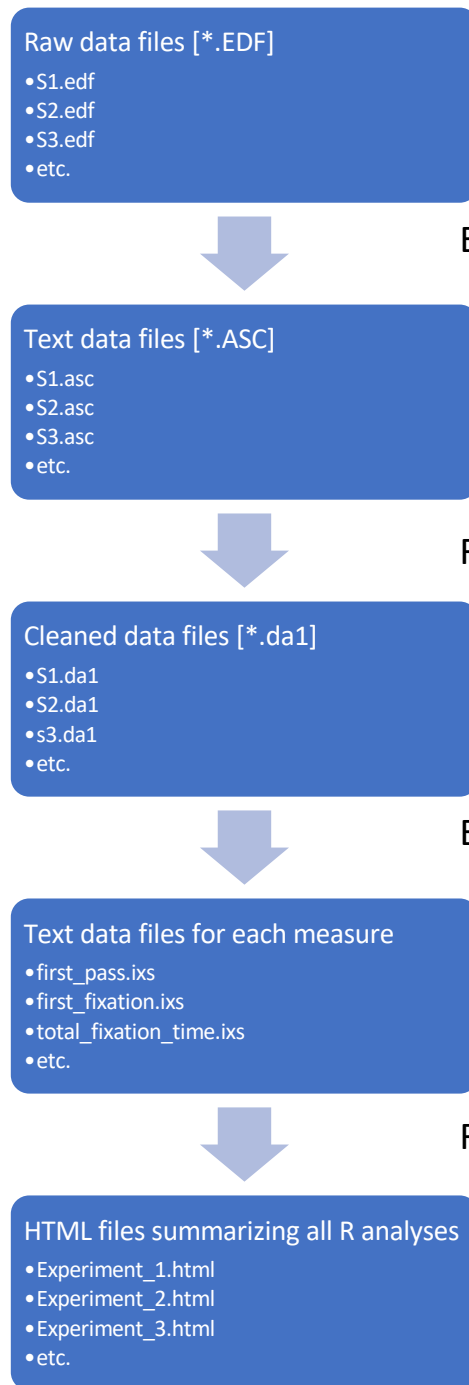 Raw data files [*.EDF]
•S1.edf
•S2.edf
•S3.edf
•etc.
Text data files [*.ASC]
•S1.asc
•S2.asc
•S3.asc
•etc.
Cleaned data files [*.da1]
•S1.da1
•S2.da1
•s3.da1
•etc.
Text data files for each measure
•first_pass.ixs
•first_fixation.ixs
•total_fixation_time.ixs
•etc.
HTML files summarizing all R analyses
•Experiment_1.html
•Experiment_2.html
•Experiment_3.html
•etc.